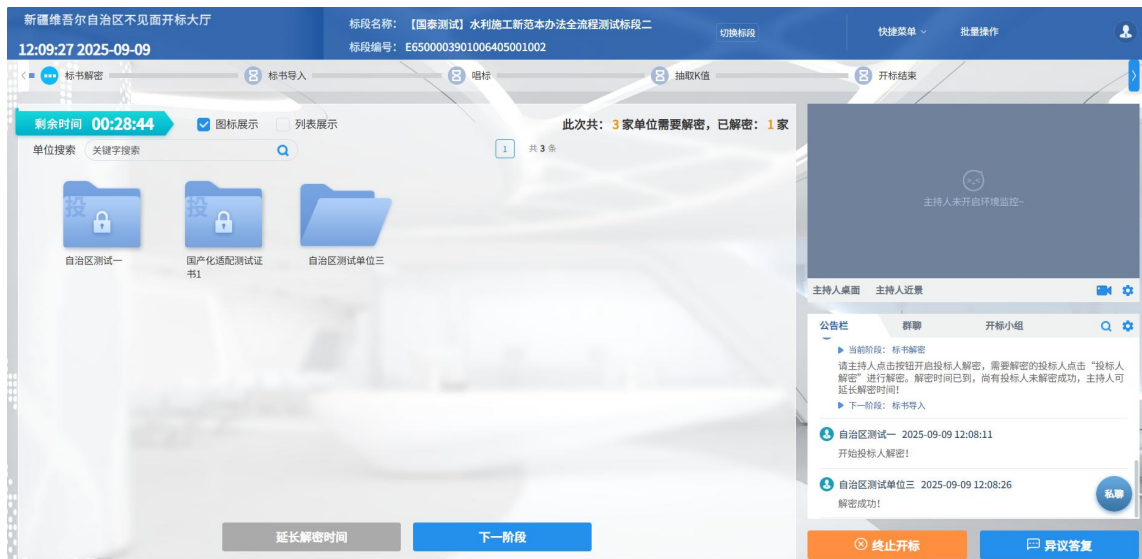 新疆维吾尔自治区不见面开标大厅
12:09:27 2025-09-09
标段名称: 【国泰测试】水利施工新范本办法全流程测试标段二
标段编号: E6500003901006405001002
切换标段
快捷菜单
批量操作
标书解密
标书导入
唱标
抽取K值
开标结束
剩余时间 00:28:44
图标展示
列表展示
此次共: 3 家单位需要解密, 已解密: 1 家
单位搜索
关键字搜索
1
共 3 条
投
投
自治区测试一
国产化适配测试证
书1
自治区测试单位三
主持人未开启环境监控~
主持人桌面
主持人近景
公告栏
群聊
开标小组
当前阶段: 标书解密
请主持人点击按钮开启投标人解密, 需要解密的投标人点击“投标人
解密”进行解密。解密时间已到, 尚有投标人未解密成功, 主持人可
延长解密时间!
下一阶段: 标书导入
自治区测试一 2025-09-09 12:08:11
开始投标人解密!
自治区测试单位三 2025-09-09 12:08:26
解密成功!
私聊
延长解密时间
下一阶段
终止开标
异议答复